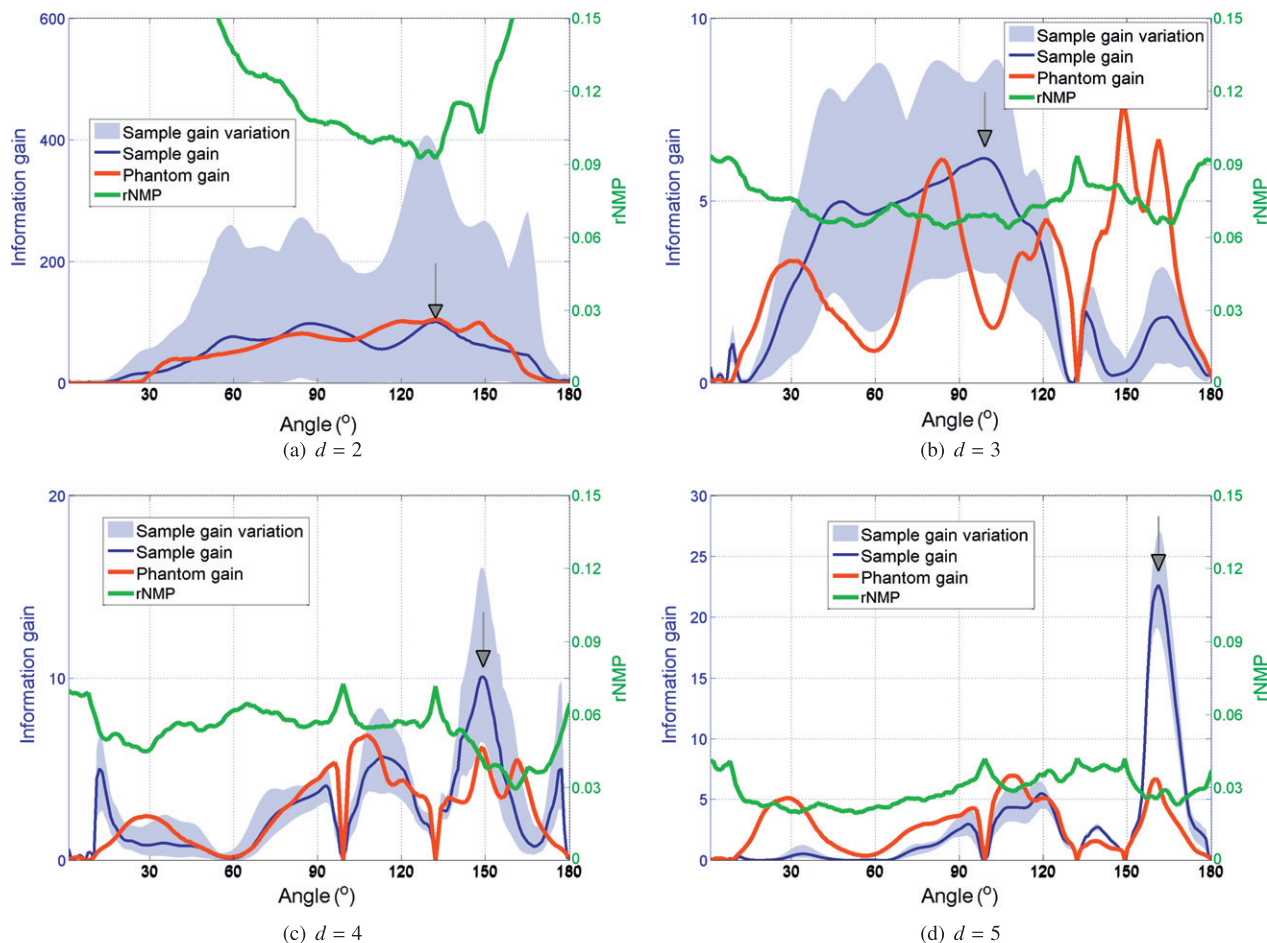 600
400
200
0
Information gain
0.15
0.12
0.09
0.06
0.03
0
rNMP
Sample gain variation
Sample gain
Phantom gain
rNMP
30 60 90 120 150 180
Angle (°)
(a) d = 2
10
5
0
Information gain
0.15
0.12
0.09
0.06
0.03
0
rNMP
Sample gain variation
Sample gain
Phantom gain
rNMP
30 60 90 120 150 180
Angle (°)
(b) d = 3
20
10
0
Information gain
0.15
0.12
0.09
0.06
0.03
0
rNMP
Sample gain variation
Sample gain
Phantom gain
rNMP
30 60 90 120 150 180
Angle (°)
(c) d = 4
30
25
20
15
10
5
0
Information gain
0.15
0.12
0.09
0.06
0.03
0
rNMP
Sample gain variation
Sample gain
Phantom gain
rNMP
30 60 90 120 150 180
Angle (°)
(d) d = 5